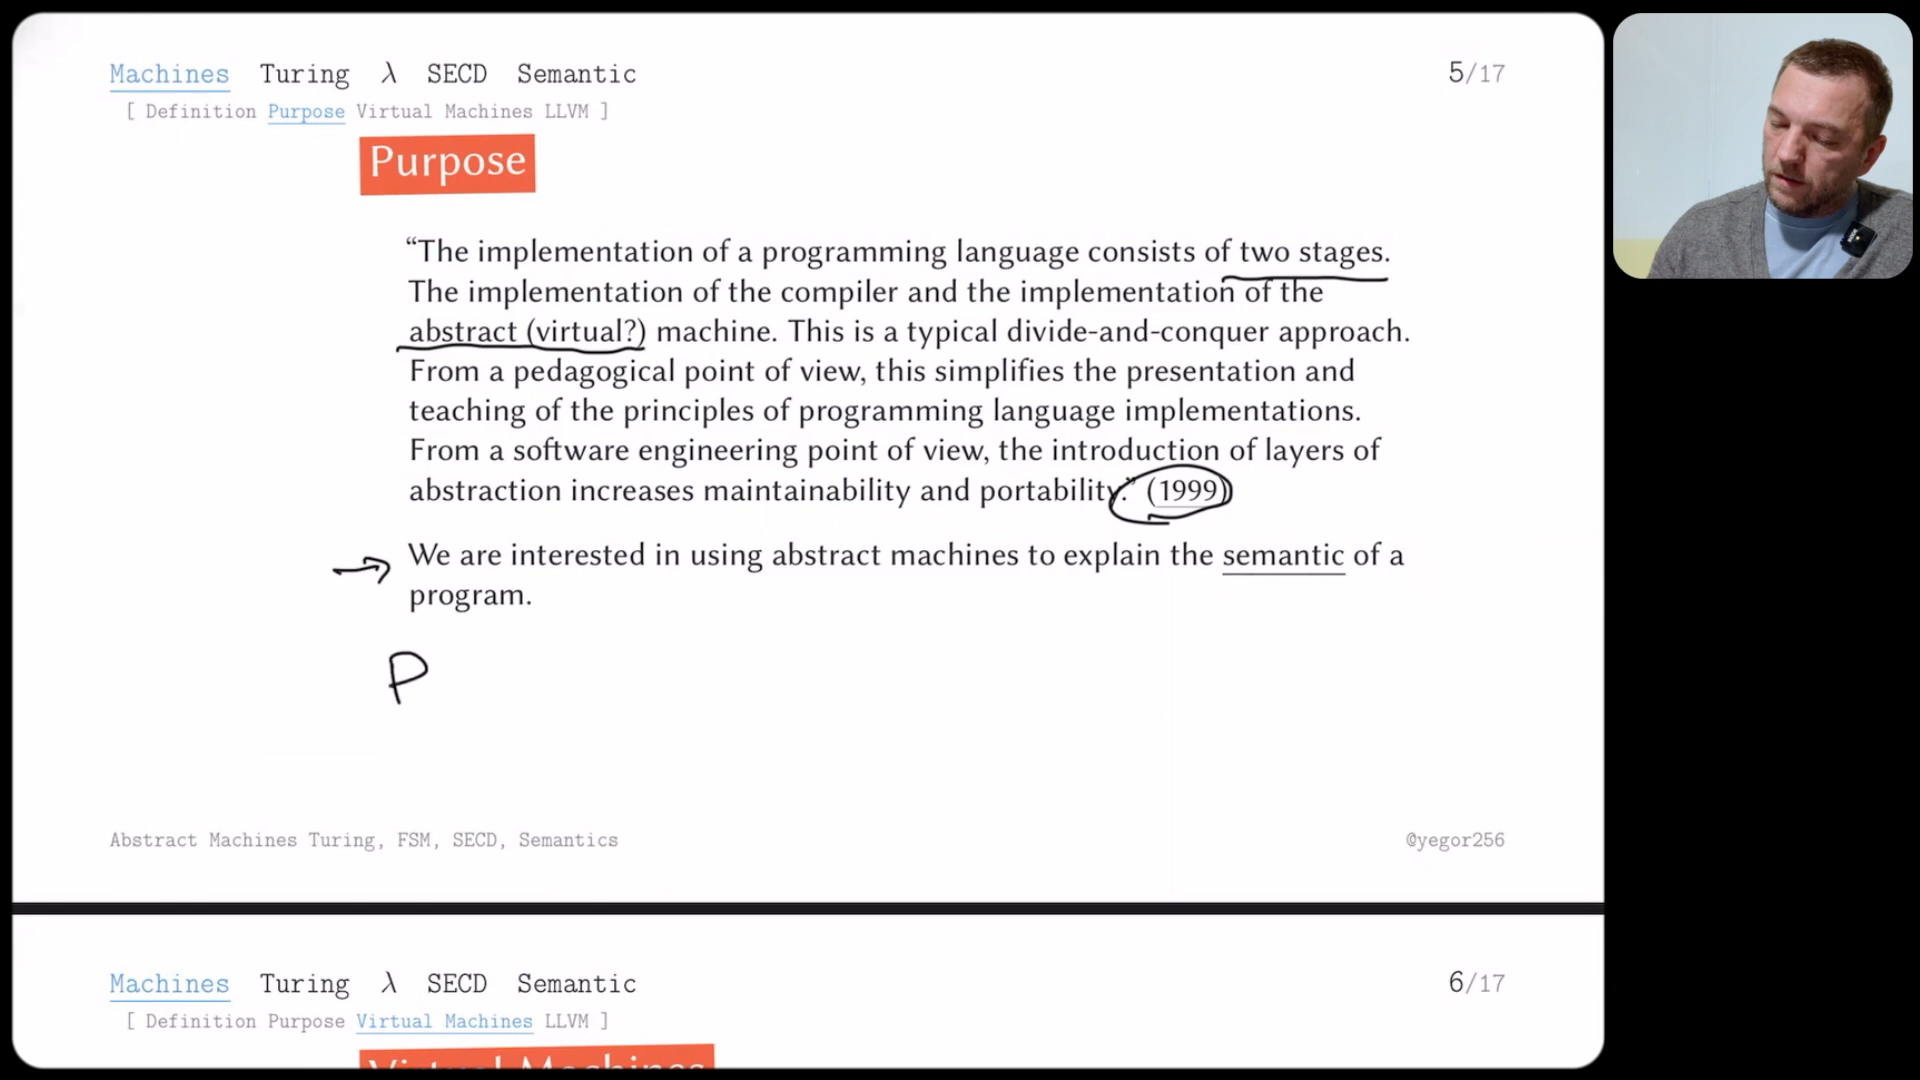 Machines Turing λ SECD Semantic 5/17
[ Definition Purpose Virtual Machines LLVM ]
Purpose
“The implementation of a programming language consists of two stages.
The implementation of the compiler and the implementation of the
abstract (virtual?) machine. This is a typical divide-and-conquer approach.
From a pedagogical point of view, this simplifies the presentation and
teaching of the principles of programming language implementations.
From a software engineering point of view, the introduction of layers of
abstraction increases maintainability and portability.” (1999)
We are interested in using abstract machines to explain the semantic of a
program.
P
Abstract Machines Turing, FSM, SECD, Semantics @yegor256
Machines Turing λ SECD Semantic 6/17
[ Definition Purpose Virtual Machines LLVM ]
Virtual Machines